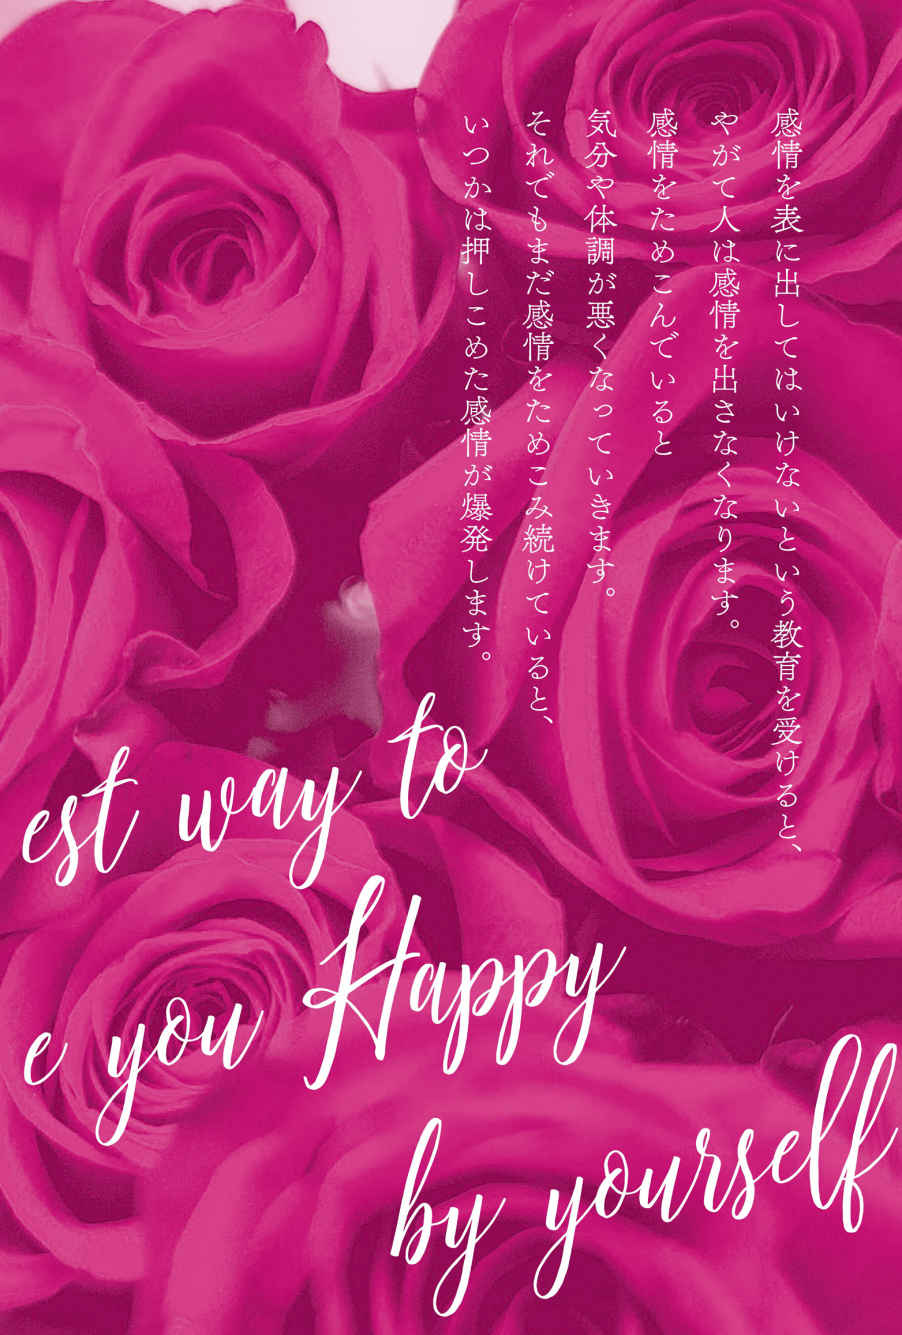 感情を表に出してはいけないという教育を受けると、
やがて人は感情を出さなくなります。
感情をためこんでいると
気分や体調が悪くなっていきます。
それでもまだ感情をためこみ続けていると、
いつかは押しこめた感情が爆発します。
est way to
e you Happy
by yourself